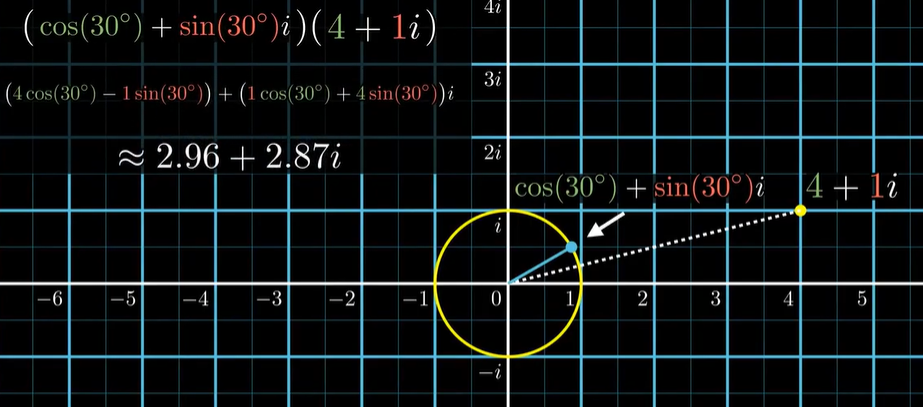 (cos(30°) + sin(30°)i)(4 + 1i)
(4 cos(30°) − 1 sin(30°)) + (1 cos(30°) + 4 sin(30°))i
≈ 2.96 + 2.87i
4i
3i
2i
cos(30°) + sin(30°)i
4 + 1i
i
−6 −5 −4 −3 −2 −1 0 1 2 3 4 5
−i